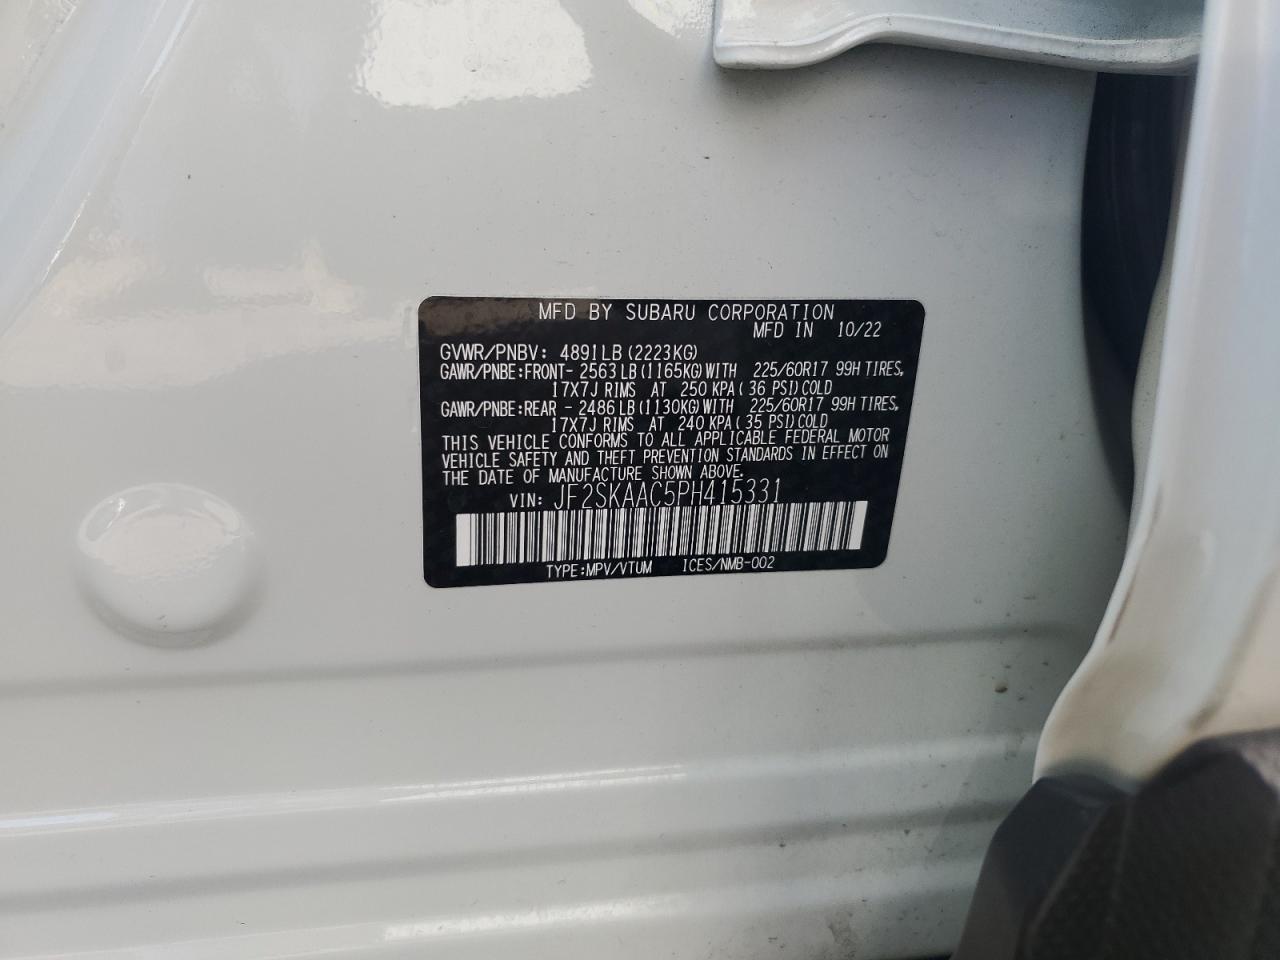 MFD BY SUBARU CORPORATION
MFD IN 10/22
GVWR/PNBV: 4891LB (2223KG)
GAWR/PNBE:FRONT- 2563LB (1165KG) WITH 225/60R17 99H TIRES,
17X7J RIMS AT 250 KPA ( 36 PSI) COLD
GAWR/PNBE:REAR - 2486LB (1130KG) WITH 225/60R17 99H TIRES,
17X7J RIMS AT 240 KPA ( 35 PSI) COLD
THIS VEHICLE CONFORMS TO ALL APPLICABLE FEDERAL MOTOR
VEHICLE SAFETY AND THEFT PREVENTION STANDARDS IN EFFECT ON
THE DATE OF MANUFACTURE SHOWN ABOVE.
VIN: JF2SKAAC5PH415331
TYPE:MPV/VTUM ICES/NMB-002